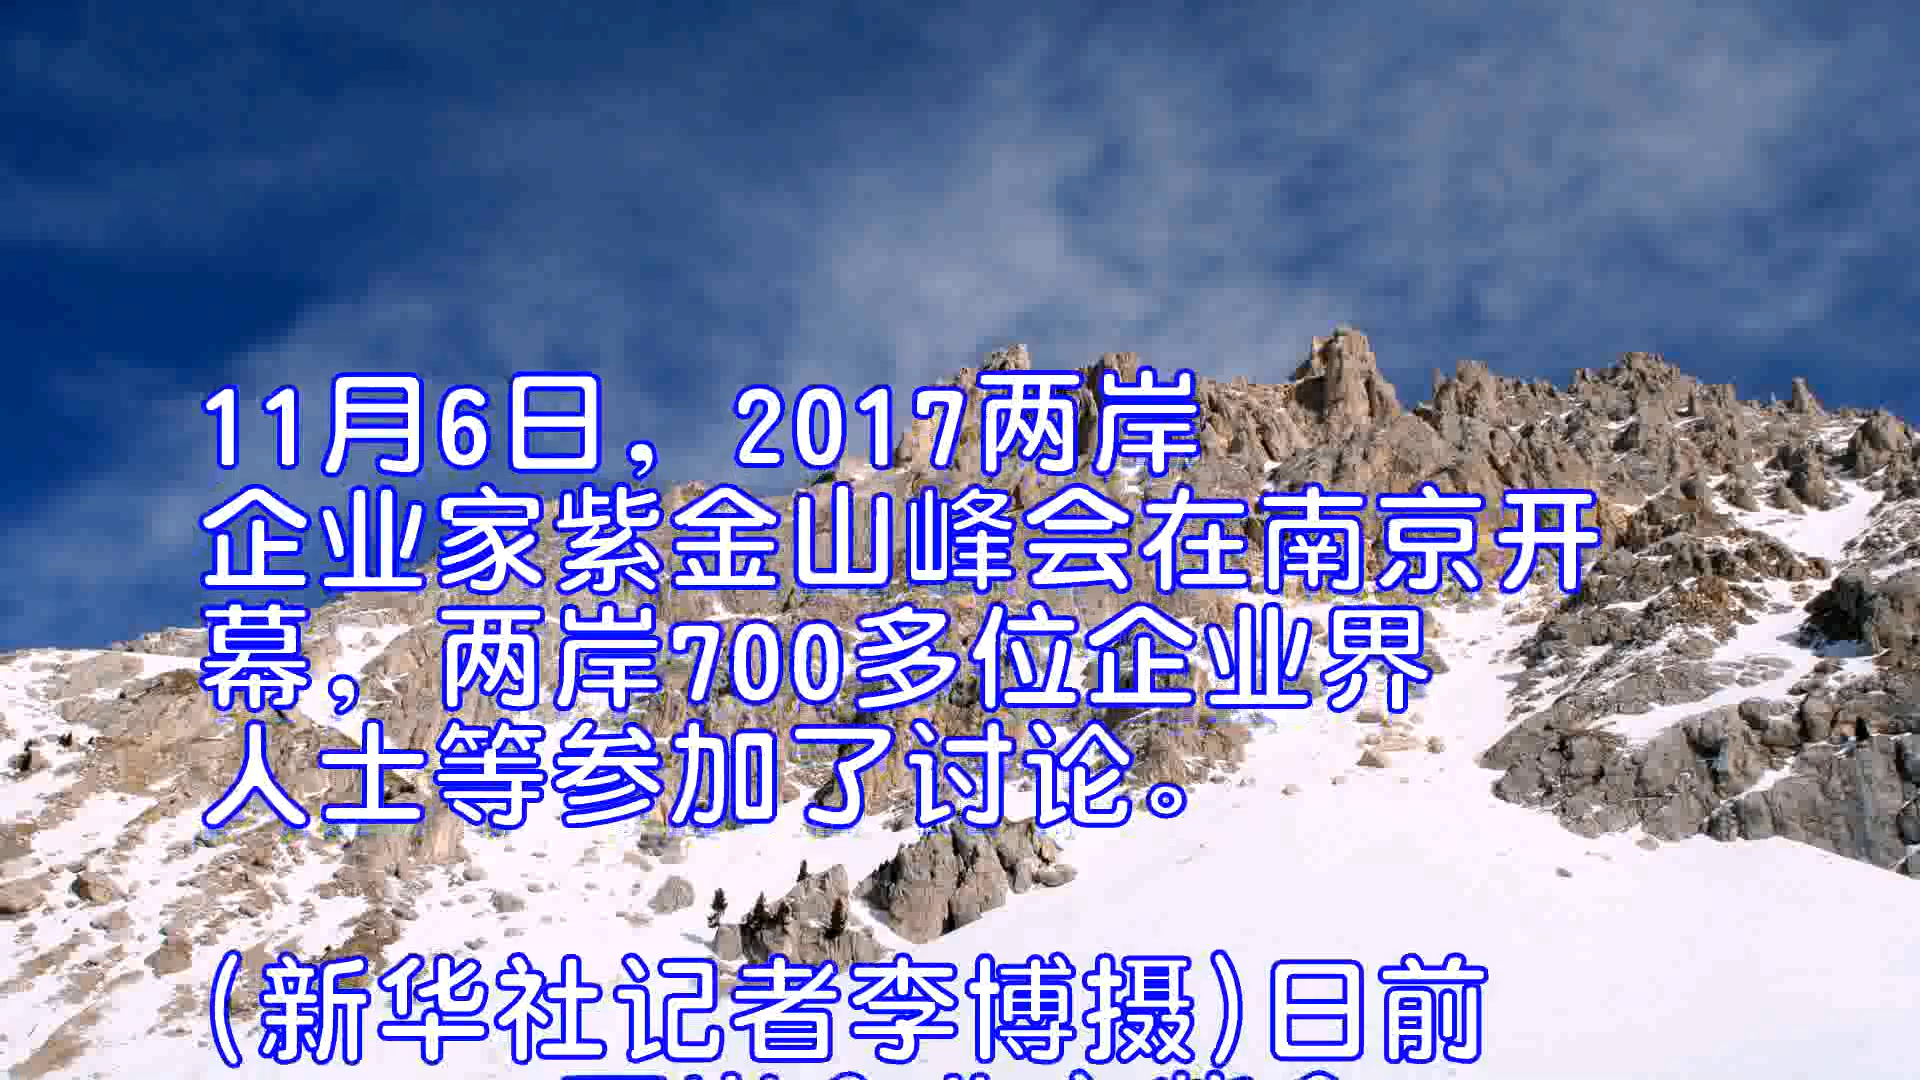 11月6日，2017两岸
企业家紫金山峰会在南京开
幕，两岸700多位企业界
人士等参加了讨论。
(新华社记者李博摄)日前